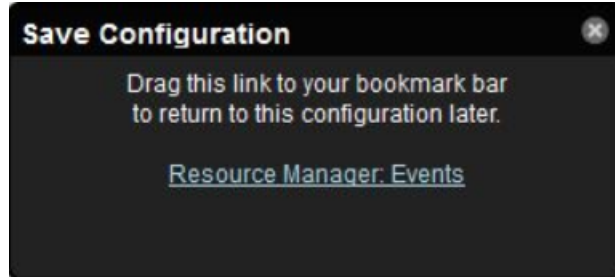 Save Configuration
Drag this link to your bookmark bar
to return to this configuration later.
Resource Manager: Events